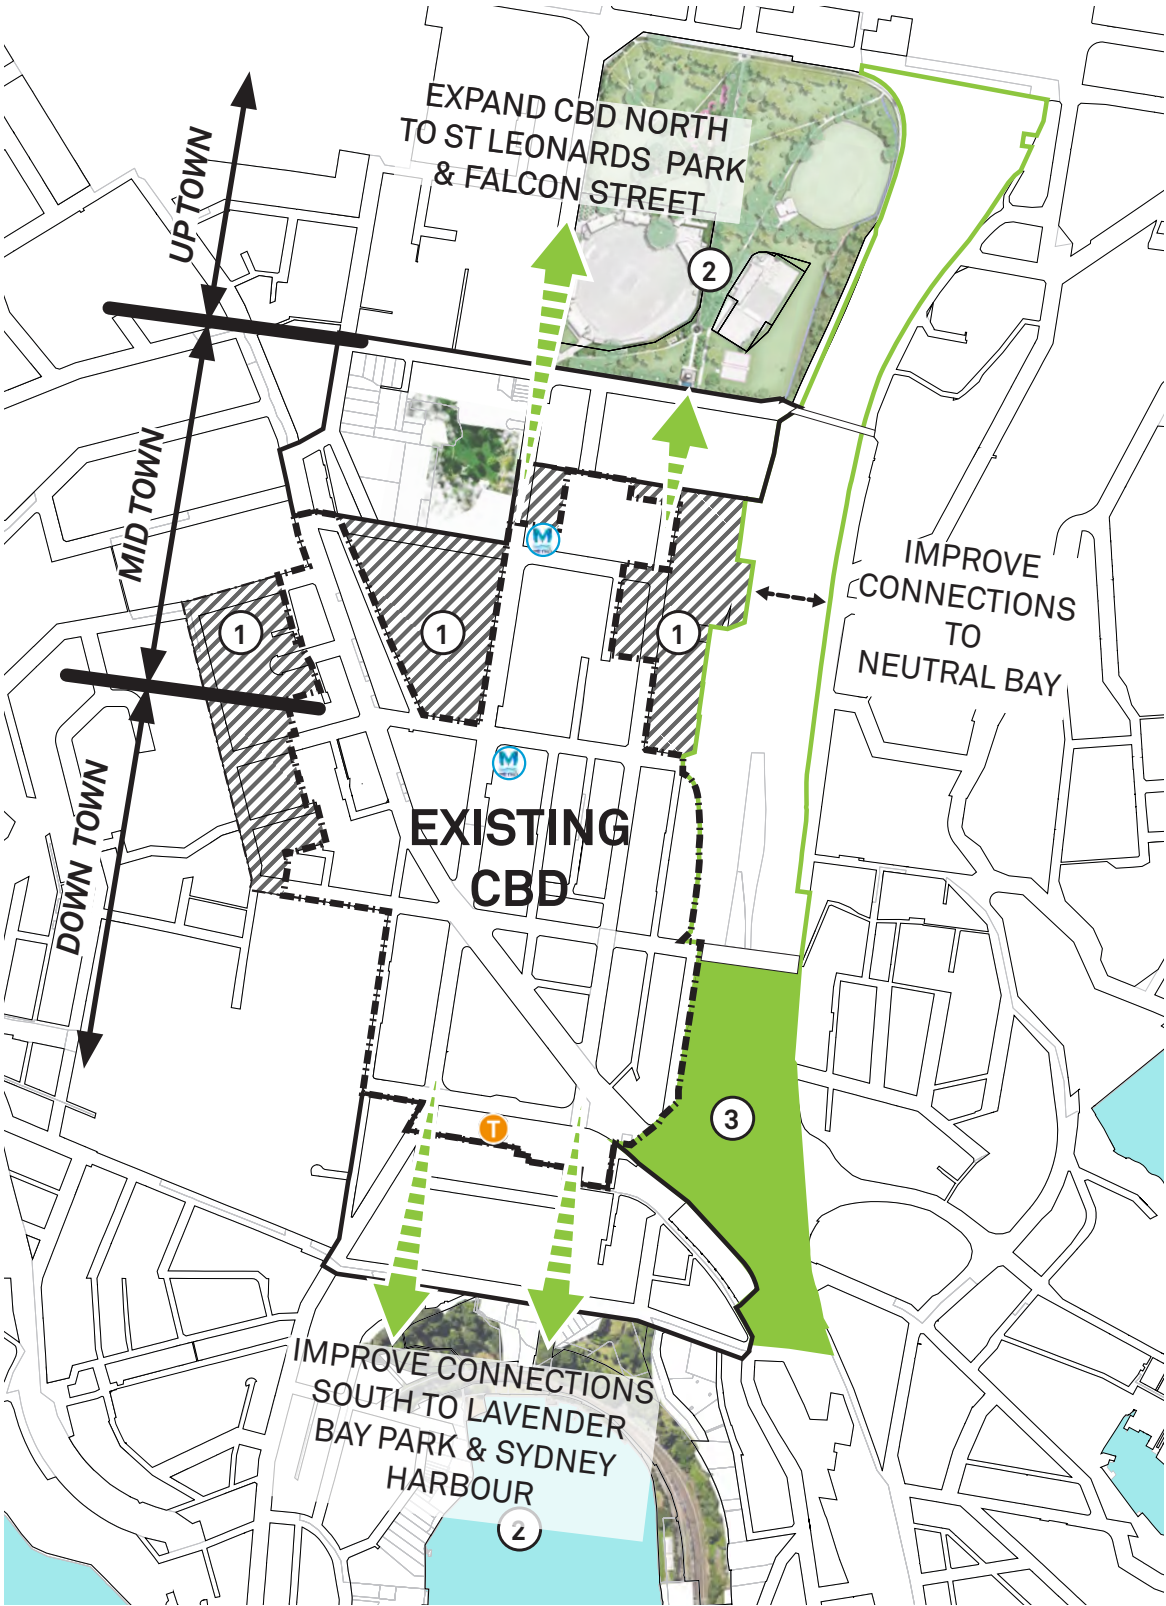 EXPAND CBD NORTH
TO ST LEONARDS PARK
& FALCON STREET
UP TOWN
2
MID TOWN
M
IMPROVE
CONNECTIONS
TO
NEUTRAL BAY
1
1
1
M
EXISTING
CBD
DOWN TOWN
T
3
IMPROVE CONNECTIONS
SOUTH TO LAVENDER
BAY PARK & SYDNEY
HARBOUR
2